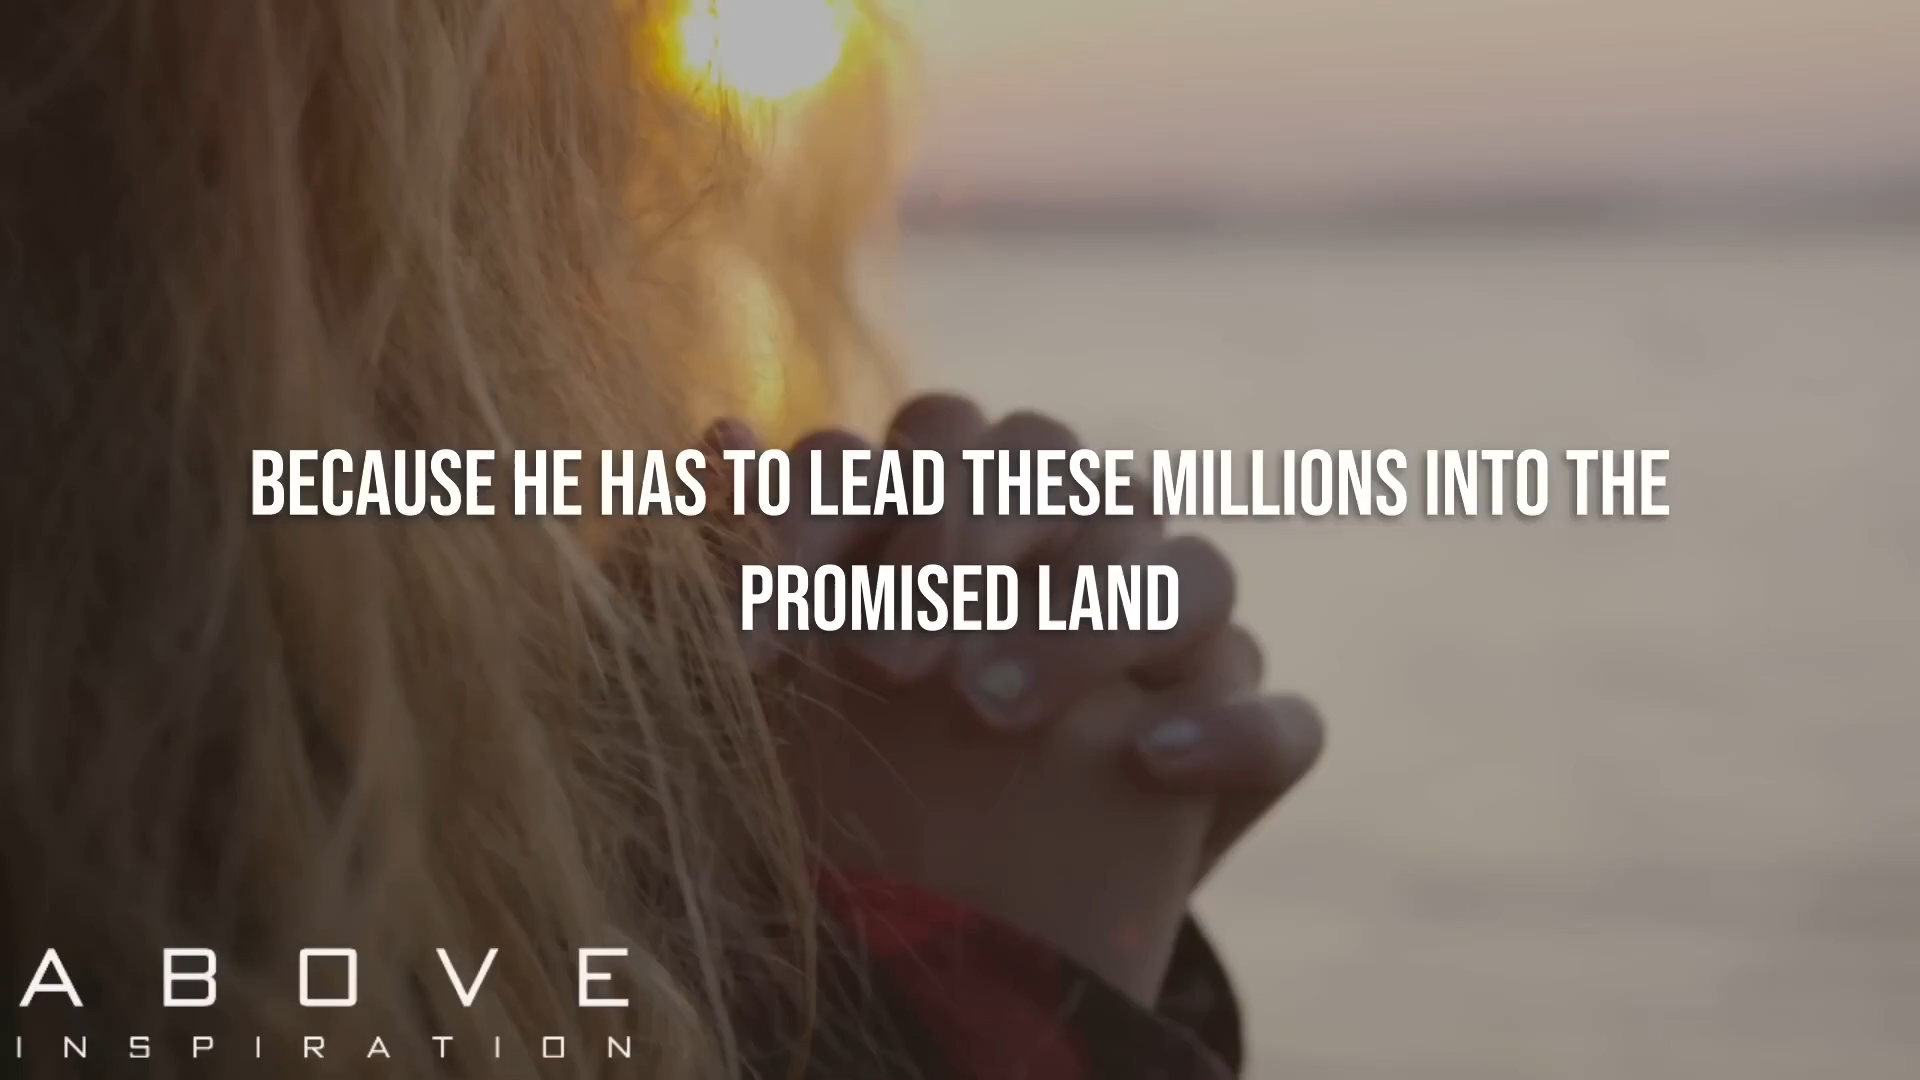 BECAUSE HE HAS TO LEAD THESE MILLIONS INTO THE
PROMISED LAND
ABOVE
INSPIRATION